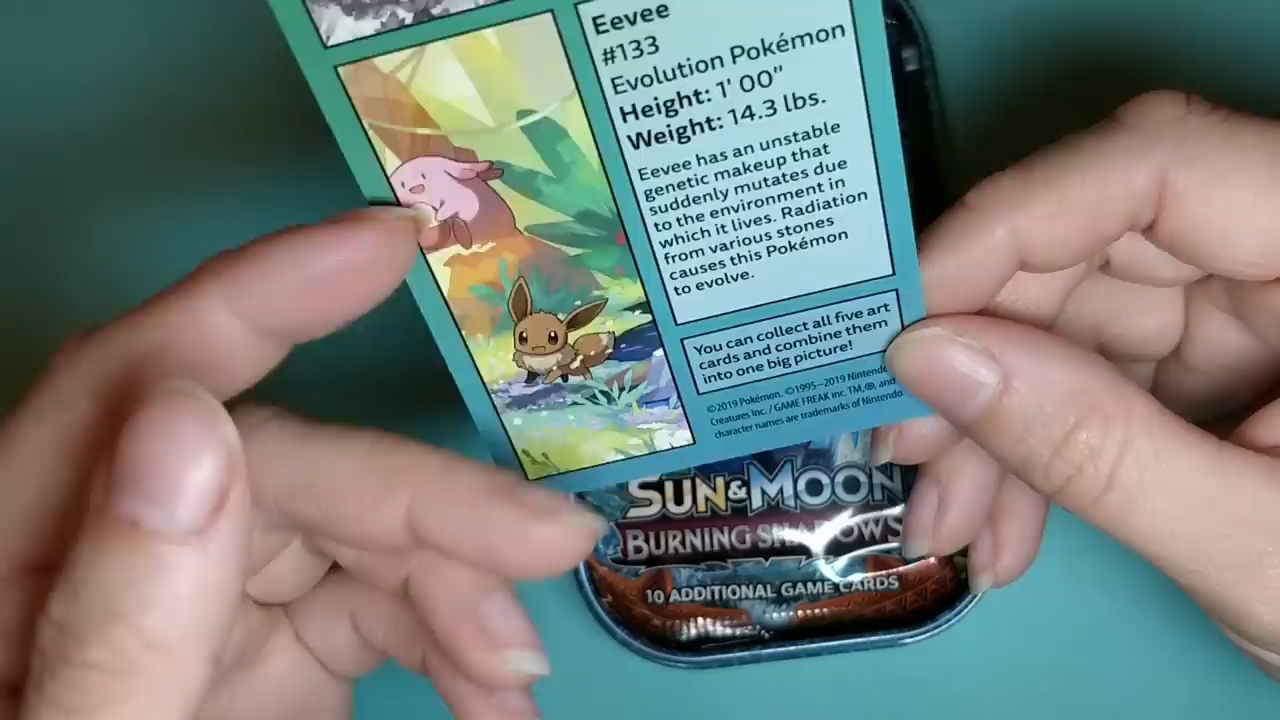 Eevee
#133
Evolution Pokémon
Height: 1' 00"
Weight: 14.3 lbs.
Eevee has an unstable
genetic makeup that
suddenly mutates due
to the environment in
which it lives. Radiation
from various stones
causes this Pokémon
to evolve.
You can collect all five art
cards and combine them
into one big picture!
©2019 Pokémon. ©1995–2019 Nintendo
Creatures Inc. / GAME FREAK inc. TM, ®, and
character names are trademarks of Nintendo.
SUN & MOON
BURNING SHADOWS
10 ADDITIONAL GAME CARDS